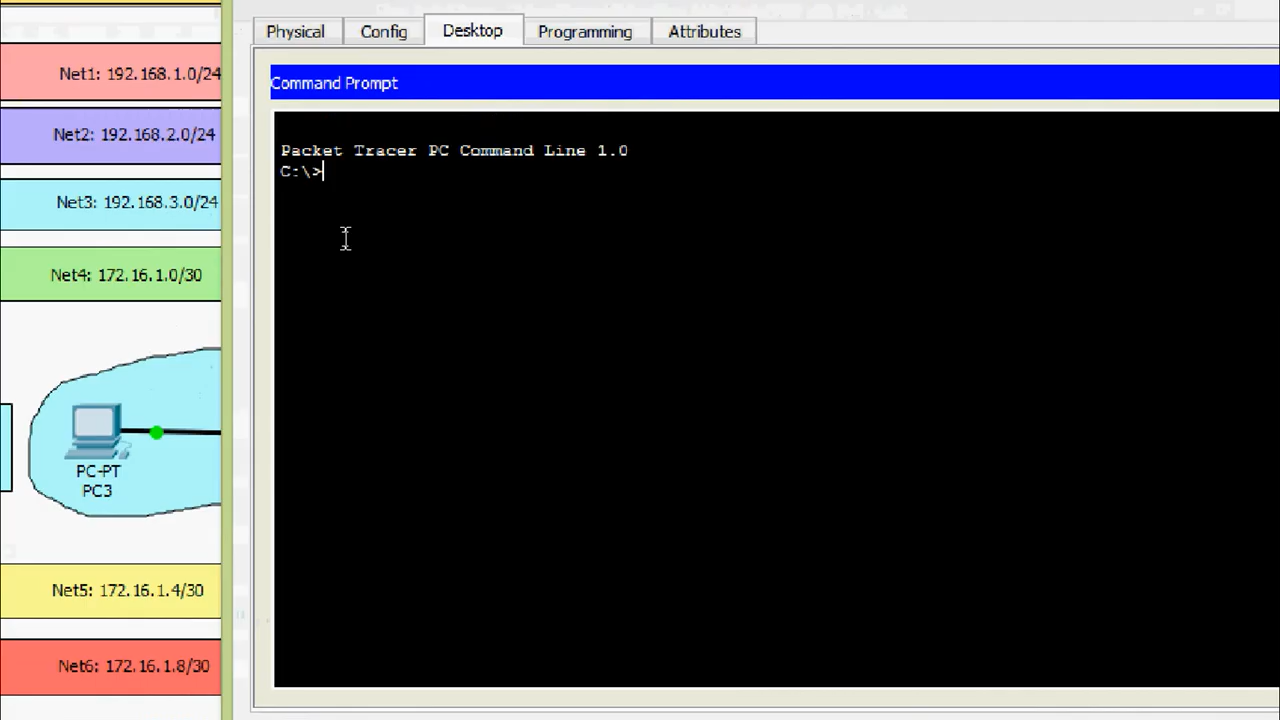 Physical
Config
Desktop
Programming
Attributes
Command Prompt
Packet Tracer PC Command Line 1.0
C:\>
Net1: 192.168.1.0/24
Net2: 192.168.2.0/24
Net3: 192.168.3.0/24
Net4: 172.16.1.0/30
PC-PT
PC3
Net5: 172.16.1.4/30
Net6: 172.16.1.8/30